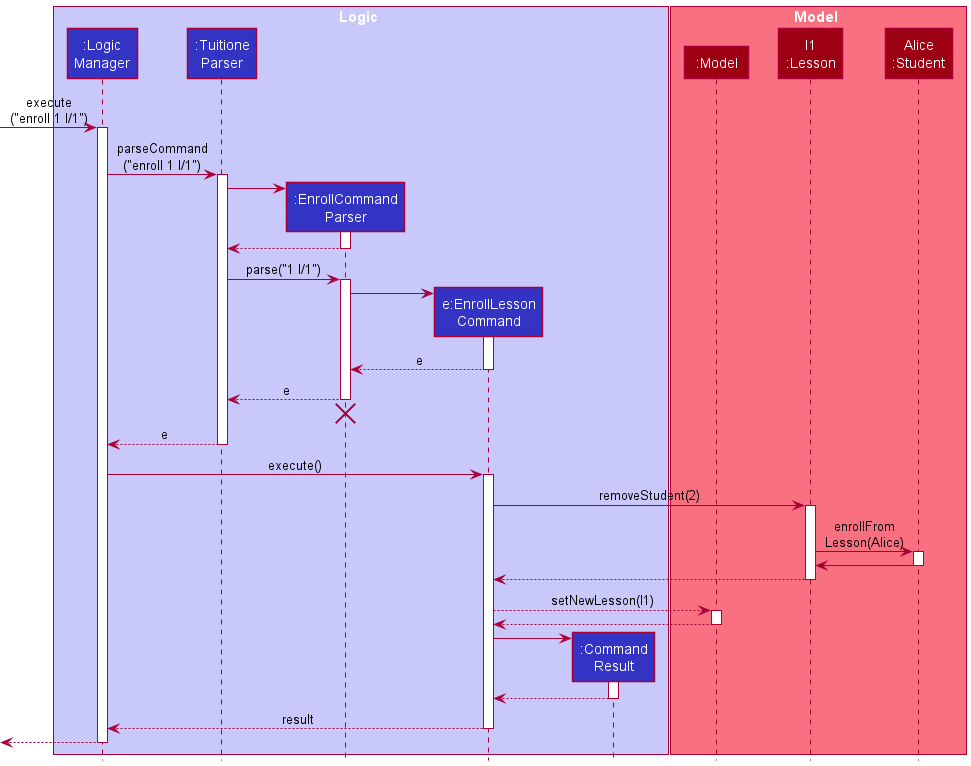 Logic
Model
:Logic
Manager
:Tuitione
Parser
:Model
l1
:Lesson
Alice
:Student
execute
("enroll 1 l/1")
parseCommand
("enroll 1 l/1")
:EnrollCommand
Parser
parse("1 l/1")
e:EnrollLesson
Command
e
e
e
execute()
removeStudent(2)
enrollFrom
Lesson(Alice)
setNewLesson(l1)
:Command
Result
result